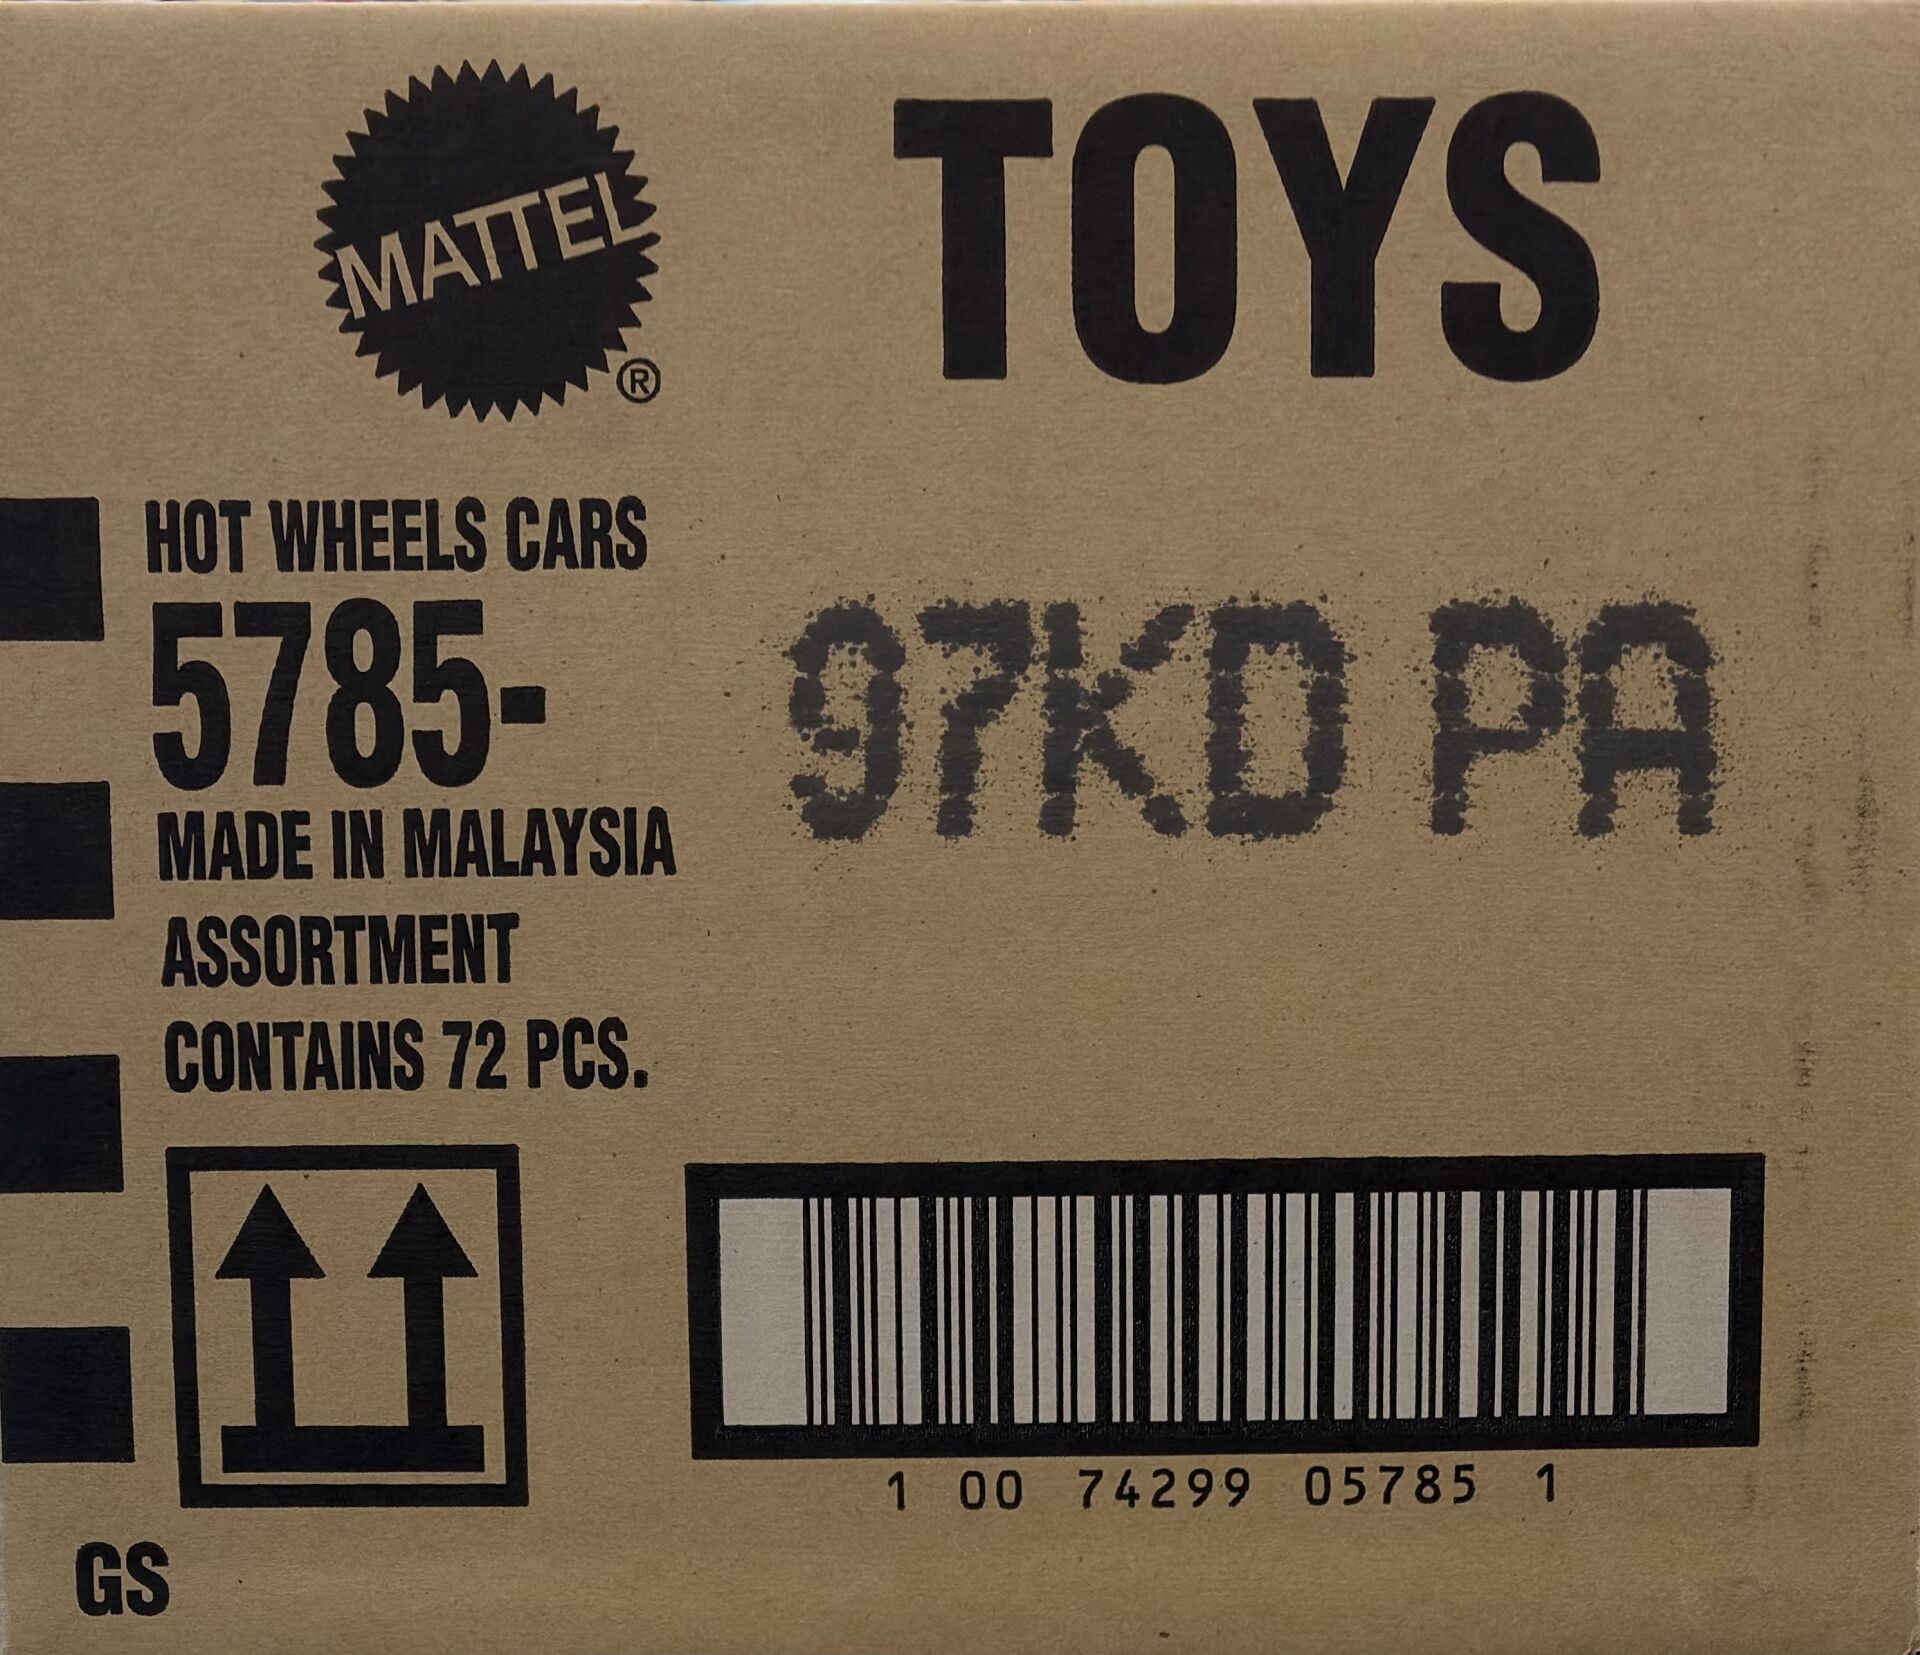 MATTEL
®
TOYS
HOT WHEELS CARS
5785-
97KD PA
MADE IN MALAYSIA
ASSORTMENT
CONTAINS 72 PCS.
1 00 74299 05785 1
GS